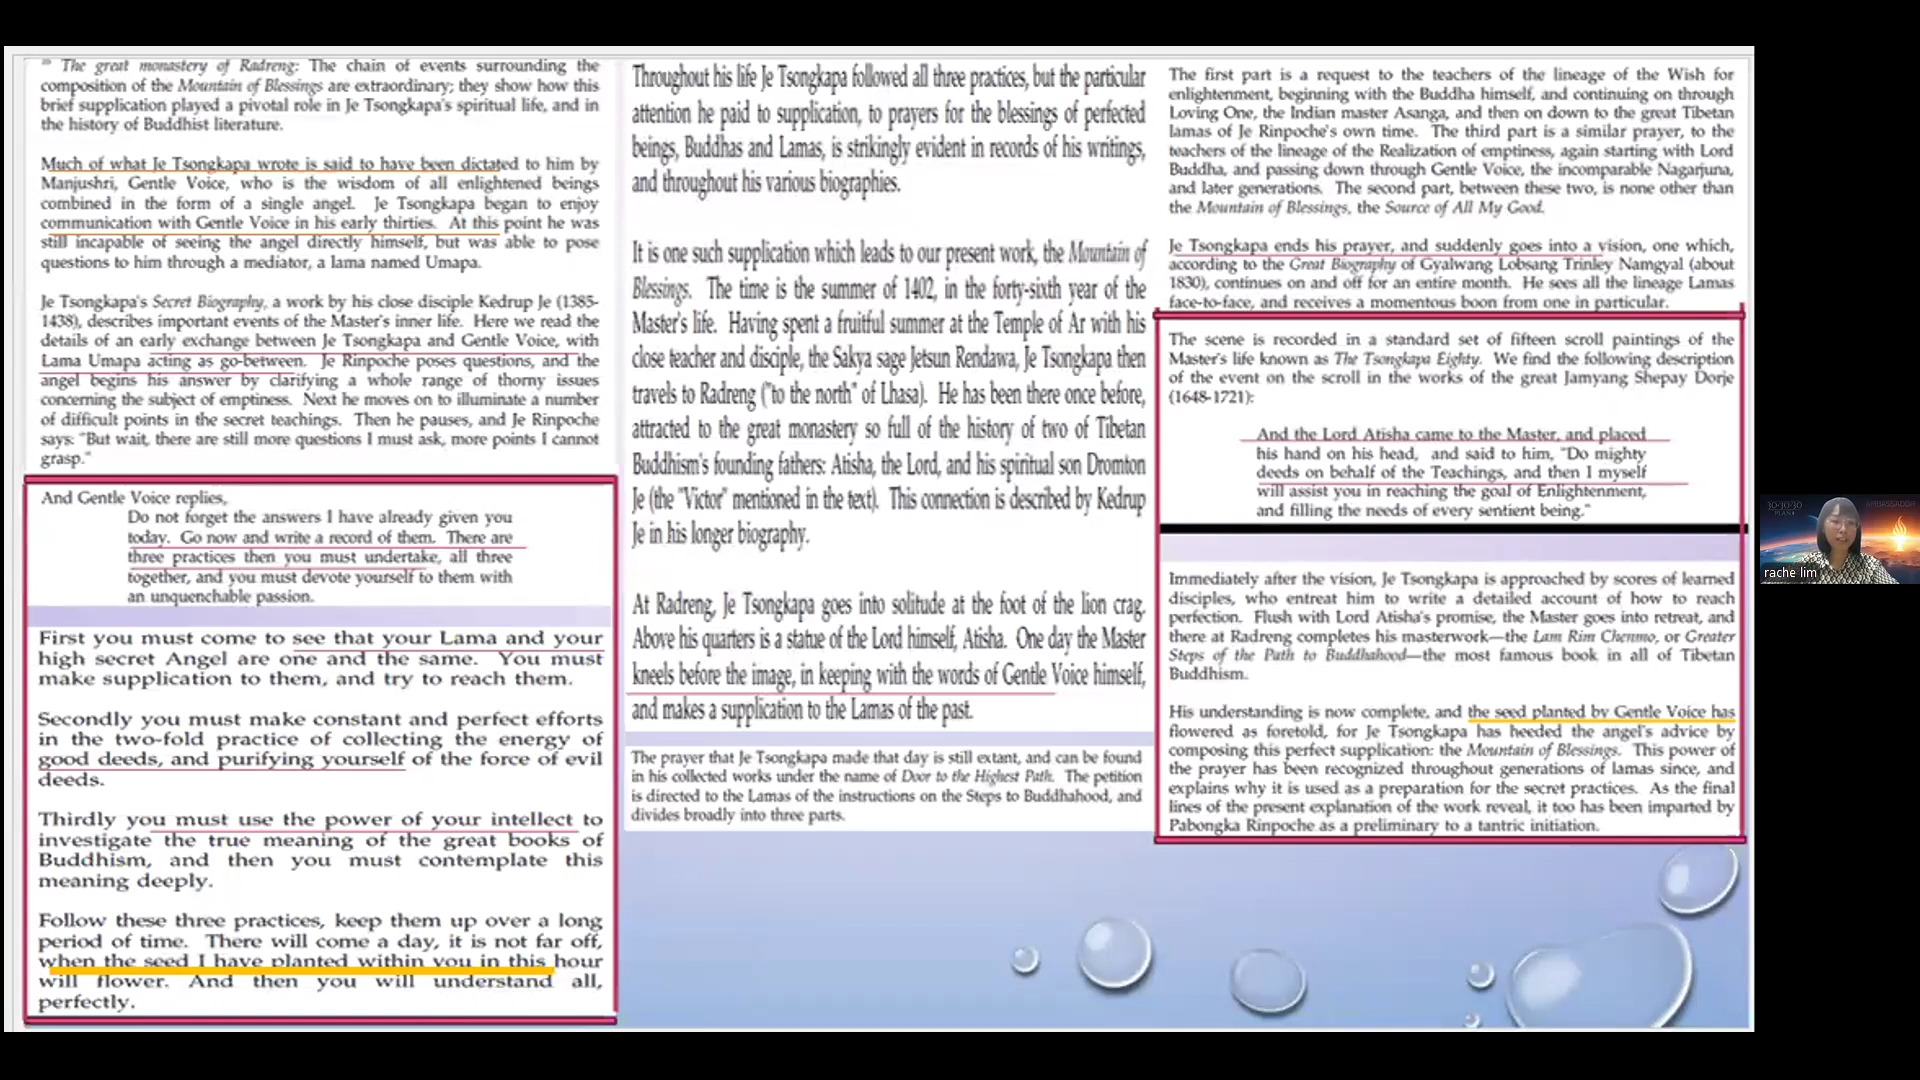 The great monastery of Radreng: The chain of events surrounding the
composition of the Mountain of Blessings are extraordinary; they show how this
brief supplication played a pivotal role in Je Tsongkapa's spiritual life, and in
the history of Buddhist literature.
Much of what Je Tsongkapa wrote is said to have been dictated to him by
Manjushri, Gentle Voice, who is the wisdom of all enlightened beings
combined in the form of a single angel. Je Tsongkapa began to enjoy
communication with Gentle Voice in his early thirties. At this point he was
still incapable of seeing the angel directly himself, but was able to pose
questions to him through a mediator, a lama named Umapa.
Je Tsongkapa's Secret Biography, a work by his close disciple Kedrup Je (1385-
1438), describes important events of the Master's inner life. Here we read the
details of an early exchange between Je Tsongkapa and Gentle Voice, with
Lama Umapa acting as go-between. Je Rinpoche poses questions, and the
angel begins his answer by clarifying a whole range of thorny issues
concerning the subject of emptiness. Next he moves on to illuminate a number
of difficult points in the secret teachings. Then he pauses, and Je Rinpoche
says: "But wait, there are still more questions I must ask, more points I cannot
grasp."
And Gentle Voice replies,
Do not forget the answers I have already given you
today. Go now and write a record of them. There are
three practices then you must undertake, all three
together, and you must devote yourself to them with
an unquenchable passion.
First you must come to see that your Lama and your
high secret Angel are one and the same. You must
make supplication to them, and try to reach them.
Secondly you must make constant and perfect efforts
in the two-fold practice of collecting the energy of
good deeds, and purifying yourself of the force of evil
deeds.
Thirdly you must use the power of your intellect to
investigate the true meaning of the great books of
Buddhism, and then you must contemplate this
meaning deeply.
Follow these three practices, keep them up over a long
period of time. There will come a day, it is not far off,
when the seed I have planted within you in this hour
will flower. And then you will understand all,
perfectly.
Throughout his life Je Tsongkapa followed all three practices, but the particular
attention he paid to supplication, to prayers for the blessings of perfected
beings, Buddhas and Lamas, is strikingly evident in records of his writings,
and throughout his various biographies.
It is one such supplication which leads to our present work, the Mountain of
Blessings. The time is the summer of 1402, in the forty-sixth year of the
Master's life. Having spent a fruitful summer at the Temple of Ar with his
close teacher and disciple, the Sakya sage Jetsun Rendawa, Je Tsongkapa then
travels to Radreng ("to the north" of Lhasa). He has been there once before,
attracted to the great monastery so full of the history of two of Tibetan
Buddhism's founding fathers: Atisha, the Lord, and his spiritual son Dromton
Je (the "Victor" mentioned in the text). This connection is described by Kedrup
Je in his longer biography.
At Radreng, Je Tsongkapa goes into solitude at the foot of the lion crag.
Above his quarters is a statue of the Lord himself, Atisha. One day the Master
kneels before the image, in keeping with the words of Gentle Voice himself,
and makes a supplication to the Lamas of the past.
The prayer that Je Tsongkapa made that day is still extant, and can be found
in his collected works under the name of Door to the Highest Path. The petition
is directed to the Lamas of the instructions on the Steps to Buddhahood, and
divides broadly into three parts.
The first part is a request to the teachers of the lineage of the Wish for
enlightenment, beginning with the Buddha himself, and continuing on through
Loving One, the Indian master Asanga, and then on down to the great Tibetan
lamas of Je Rinpoche's own time. The third part is a similar prayer, to the
teachers of the lineage of the Realization of emptiness, again starting with Lord
Buddha, and passing down through Gentle Voice, the incomparable Nagarjuna,
and later generations. The second part, between these two, is none other than
the Mountain of Blessings, the Source of All My Good.
Je Tsongkapa ends his prayer, and suddenly goes into a vision, one which,
according to the Great Biography of Gyalwang Lobsang Trinley Namgyal (about
1830), continues on and off for an entire month. He sees all the lineage Lamas
face-to-face, and receives a momentous boon from one in particular.
The scene is recorded in a standard set of fifteen scroll paintings of the
Master's life known as The Tsongkapa Eighty. We find the following description
of the event on the scroll in the works of the great Jamyang Shepay Dorje
(1648-1721):
And the Lord Atisha came to the Master, and placed
his hand on his head, and said to him, "Do mighty
deeds on behalf of the Teachings, and then I myself
will assist you in reaching the goal of Enlightenment,
and filling the needs of every sentient being."
Immediately after the vision, Je Tsongkapa is approached by scores of learned
disciples, who entreat him to write a detailed account of how to reach
perfection. Flush with Lord Atisha's promise, the Master goes into retreat, and
there at Radreng completes his masterwork—the Lam Rim Chenmo, or Greater
Steps of the Path to Buddhahood—the most famous book in all of Tibetan
Buddhism.
His understanding is now complete, and the seed planted by Gentle Voice has
flowered as foretold, for Je Tsongkapa has heeded the angel's advice by
composing this perfect supplication: the Mountain of Blessings. This power of
the prayer has been recognized throughout generations of lamas since, and
explains why it is used as a preparation for the secret practices. As the final
lines of the present explanation of the work reveal, it too has been imparted by
Pabongka Rinpoche as a preliminary to a tantric initiation.
rache lim